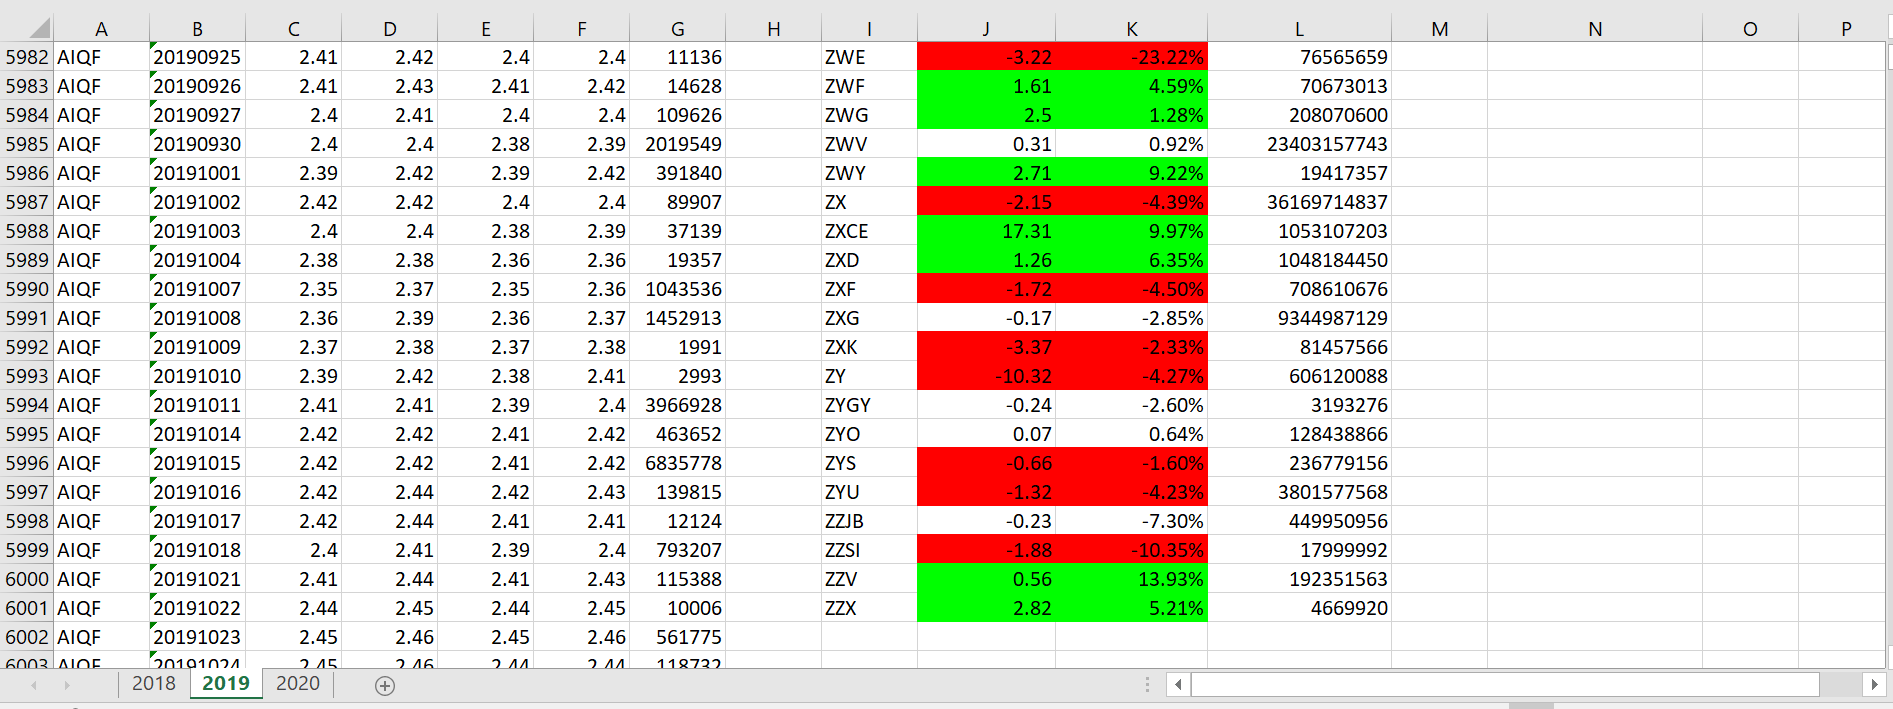 A B C D E F G H I J K L M N O P
5982 AIQF 20190925 2.41 2.42 2.4 2.4 11136 ZWE -3.22 -23.22% 76565659
5983 AIQF 20190926 2.41 2.43 2.41 2.42 14628 ZWF 1.61 4.59% 70673013
5984 AIQF 20190927 2.4 2.41 2.4 2.4 109626 ZWG 2.5 1.28% 208070600
5985 AIQF 20190930 2.4 2.4 2.38 2.39 2019549 ZWV 0.31 0.92% 23403157743
5986 AIQF 20191001 2.39 2.42 2.39 2.42 391840 ZWY 2.71 9.22% 19417357
5987 AIQF 20191002 2.42 2.42 2.4 2.4 89907 ZX -2.15 -4.39% 36169714837
5988 AIQF 20191003 2.4 2.4 2.38 2.39 37139 ZXCE 17.31 9.97% 1053107203
5989 AIQF 20191004 2.38 2.38 2.36 2.36 19357 ZXD 1.26 6.35% 1048184450
5990 AIQF 20191007 2.35 2.37 2.35 2.36 1043536 ZXF -1.72 -4.50% 708610676
5991 AIQF 20191008 2.36 2.39 2.36 2.37 1452913 ZXG -0.17 -2.85% 9344987129
5992 AIQF 20191009 2.37 2.38 2.37 2.38 1991 ZXK -3.37 -2.33% 81457566
5993 AIQF 20191010 2.39 2.42 2.38 2.41 2993 ZY -10.32 -4.27% 606120088
5994 AIQF 20191011 2.41 2.41 2.39 2.4 3966928 ZYGY -0.24 -2.60% 3193276
5995 AIQF 20191014 2.42 2.42 2.41 2.42 463652 ZYO 0.07 0.64% 128438866
5996 AIQF 20191015 2.42 2.42 2.41 2.42 6835778 ZYS -0.66 -1.60% 236779156
5997 AIQF 20191016 2.42 2.44 2.42 2.43 139815 ZYU -1.32 -4.23% 3801577568
5998 AIQF 20191017 2.42 2.44 2.41 2.41 12124 ZZJB -0.23 -7.30% 449950956
5999 AIQF 20191018 2.4 2.41 2.39 2.4 793207 ZZSI -1.88 -10.35% 17999992
6000 AIQF 20191021 2.41 2.44 2.41 2.43 115388 ZZV 0.56 13.93% 192351563
6001 AIQF 20191022 2.44 2.45 2.44 2.45 10006 ZZX 2.82 5.21% 4669920
6002 AIQF 20191023 2.45 2.46 2.45 2.46 561775
6003 AIQF 20191024 2.45 2.46 2.44 2.44 118732
2018 2019 2020